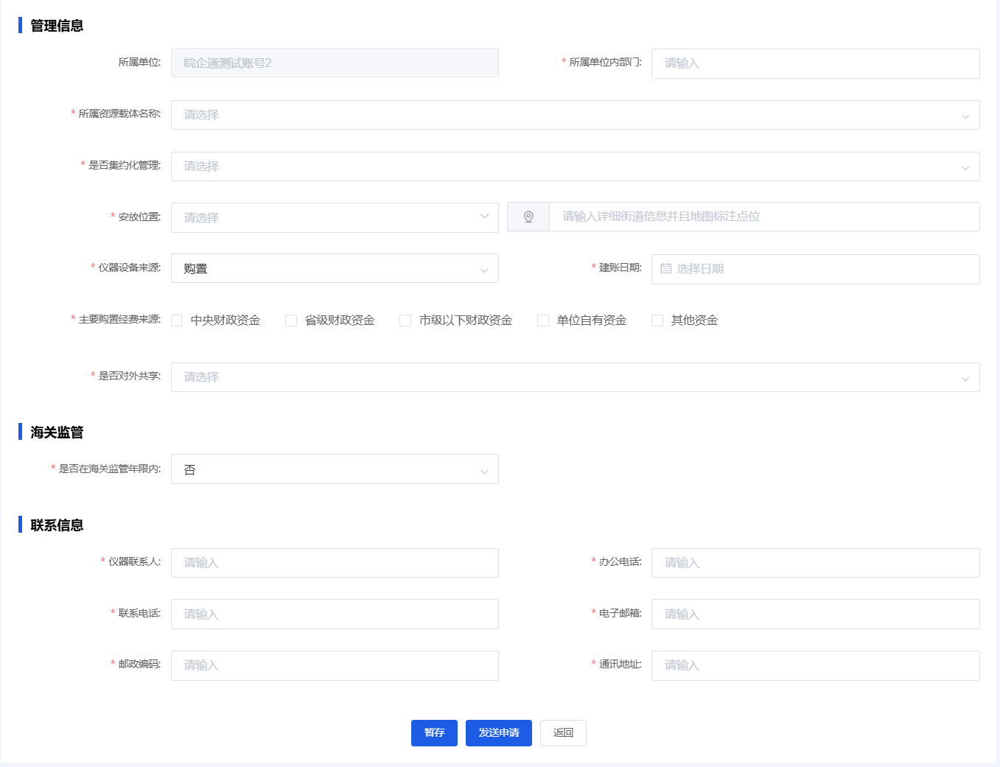 管理信息
所属单位: 皖企通测试账号2 * 所属单位内部门: 请输入
* 所属资源载体名称: 请选择
* 是否集约化管理: 请选择
* 安放位置: 请选择 请输入详细街道信息并且地图标注点位
* 仪器设备来源: 购置 * 建账日期: 选择日期
* 主要购置经费来源: 中央财政资金 省级财政资金 市级以下财政资金 单位自有资金 其他资金
* 是否对外共享: 请选择
海关监管
* 是否在海关监管年限内: 否
联系信息
* 仪器联系人: 请输入 * 办公电话: 请输入
* 联系电话: 请输入 * 电子邮箱: 请输入
* 邮政编码: 请输入 * 通讯地址: 请输入
暂存 发送申请 返回